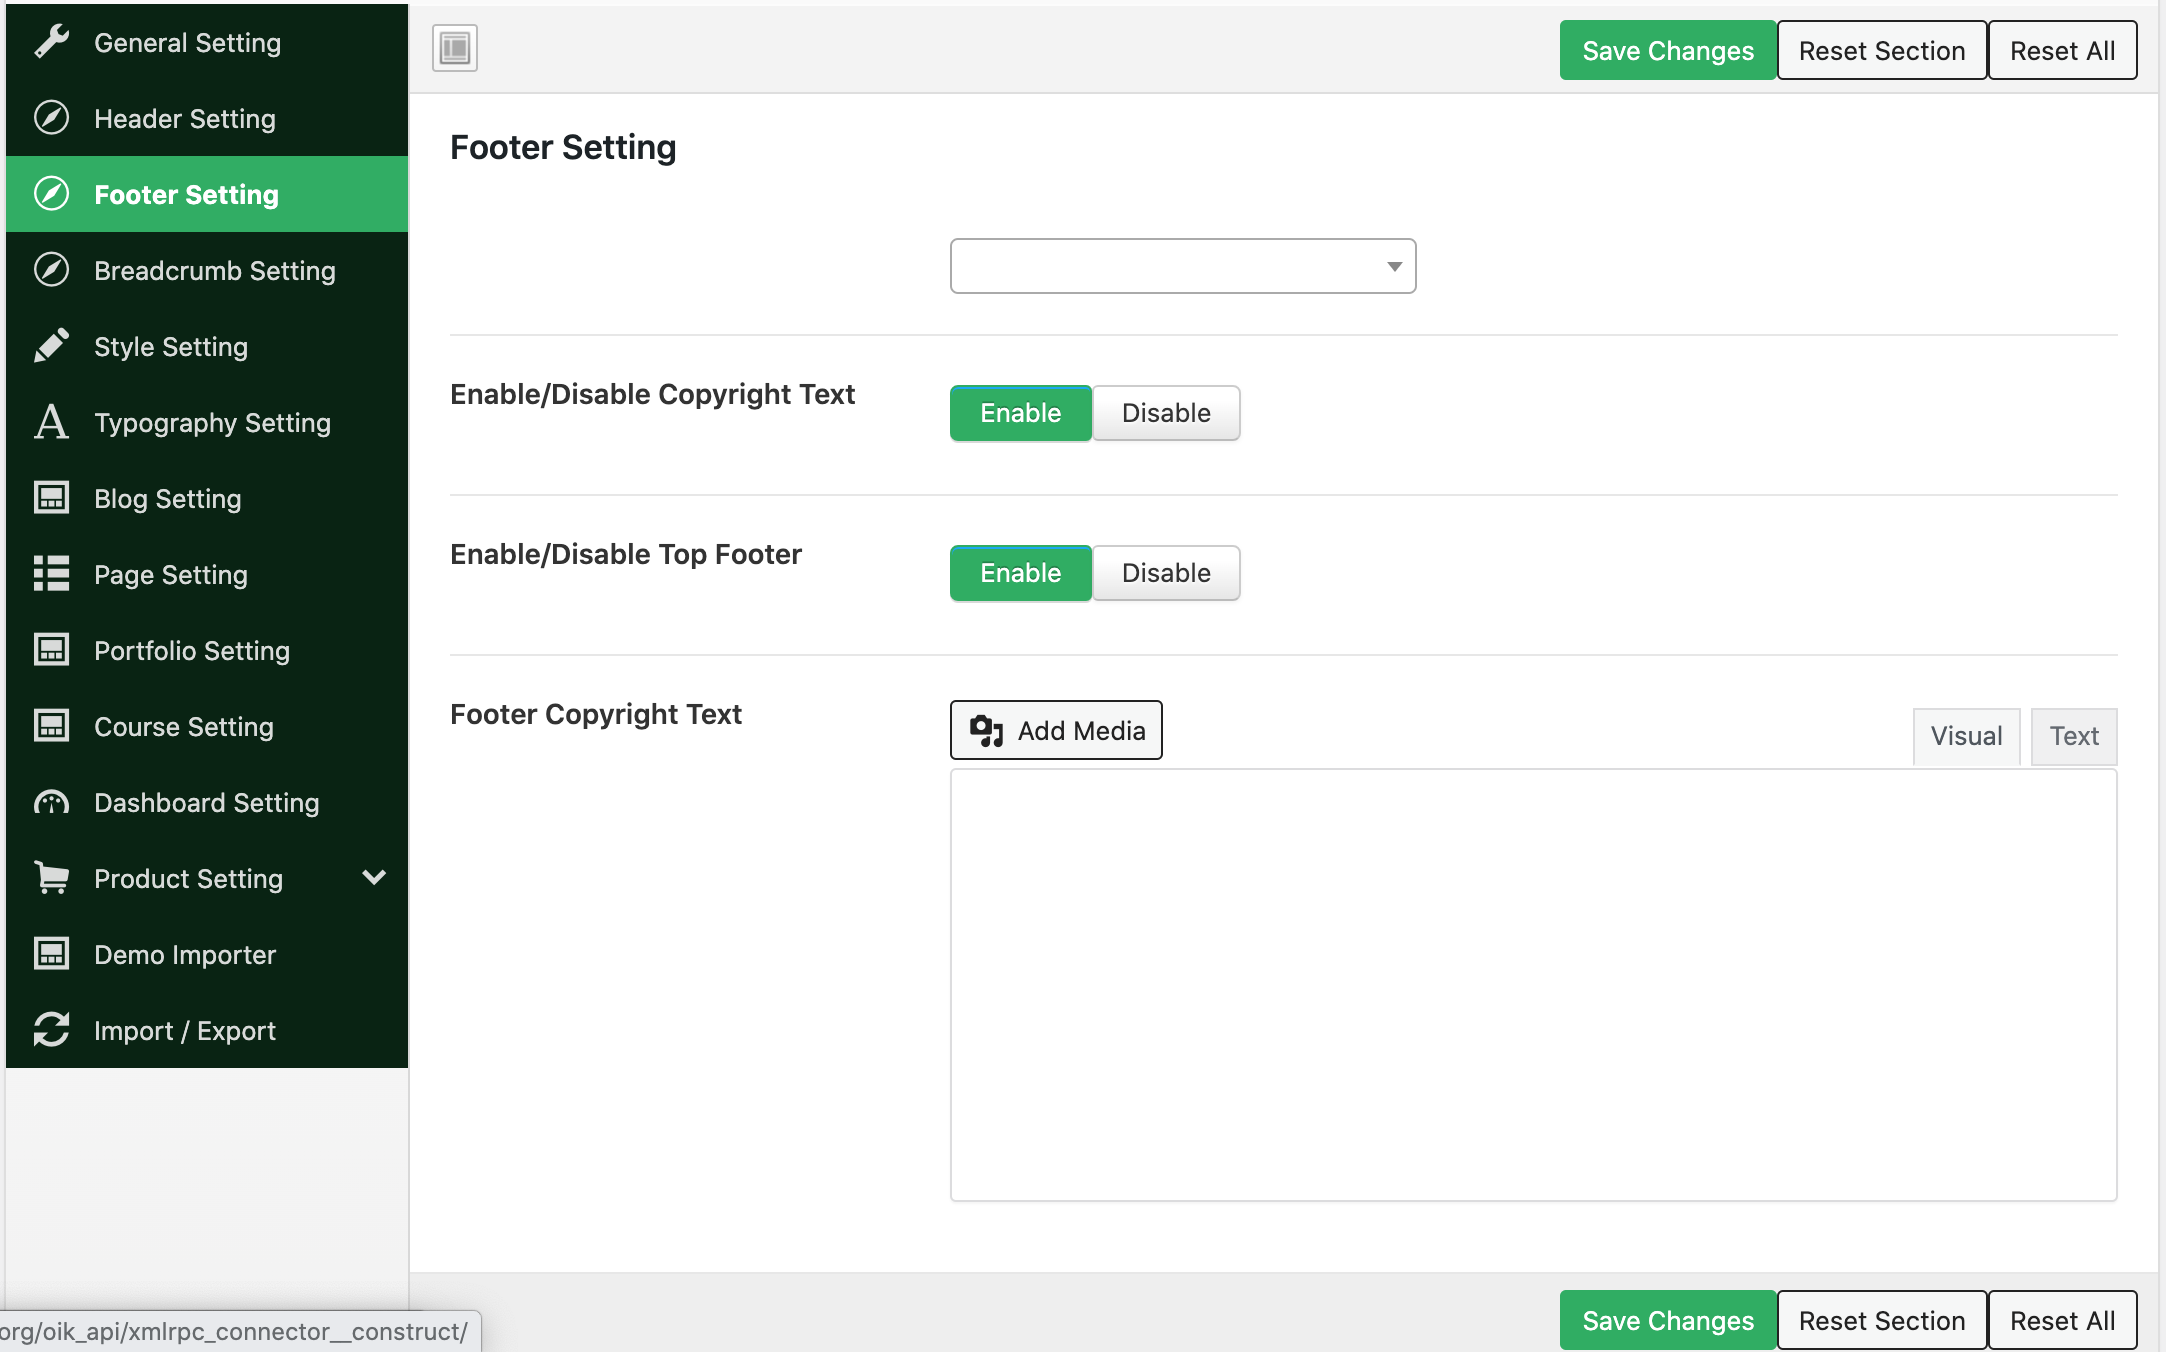 General Setting
Header Setting
Footer Setting
Breadcrumb Setting
Style Setting
Typography Setting
Blog Setting
Page Setting
Portfolio Setting
Course Setting
Dashboard Setting
Product Setting
Demo Importer
Import / Export
Save Changes Reset Section Reset All
Footer Setting
Enable/Disable Copyright Text Enable Disable
Enable/Disable Top Footer Enable Disable
Footer Copyright Text Add Media Visual Text
Save Changes Reset Section Reset All
org/oik_api/xmlrpc_connector__construct/